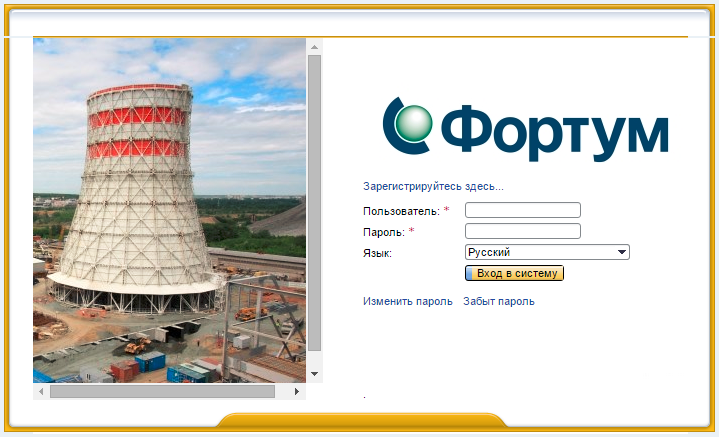 Фортум
Зарегистрируйтесь здесь...
Пользователь: *
Пароль: *
Язык: Русский
Вход в систему
Изменить пароль Забыт пароль
.